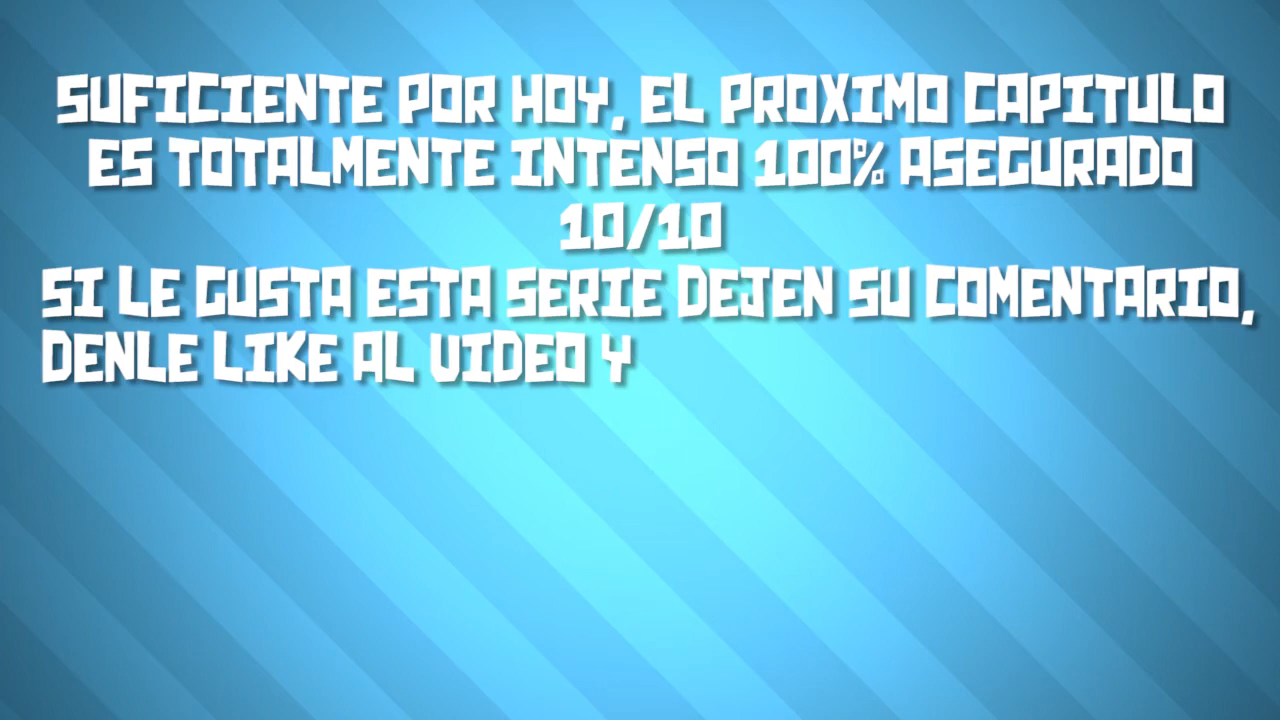 SUFICIENTE POR HOY, EL PROXIMO CAPITULO
ES TOTALMENTE INTENSO 100% ASEGURADO
10/10
SI LE GUSTA ESTA SERIE DEJEN SU COMENTARIO,
DENLE LIKE AL VIDEO Y